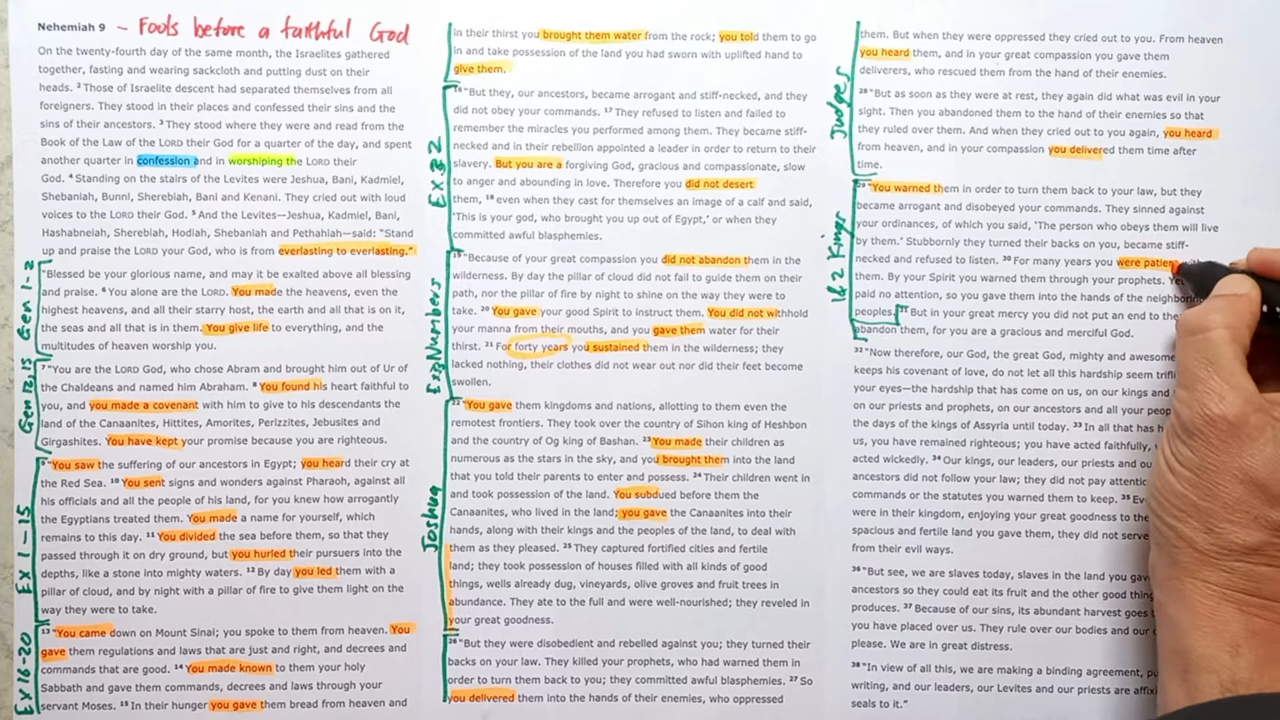 Nehemiah 9 - Fools before a faithful God
On the twenty-fourth day of the same month, the Israelites gathered
together, fasting and wearing sackcloth and putting dust on their
heads. ² Those of Israelite descent had separated themselves from all
foreigners. They stood in their places and confessed their sins and the
sins of their ancestors. ³ They stood where they were and read from the
Book of the Law of the LORD their God for a quarter of the day, and spent
another quarter in confession and in worshiping the LORD their
God. ⁴ Standing on the stairs of the Levites were Jeshua, Bani, Kadmiel,
Shebaniah, Bunni, Sherebiah, Bani and Kenani. They cried out with loud
voices to the LORD their God. ⁵ And the Levites—Jeshua, Kadmiel, Bani,
Hashabneiah, Sherebiah, Hodiah, Shebaniah and Pethahiah—said: "Stand
up and praise the LORD your God, who is from everlasting to everlasting."
Gen 1-2
"Blessed be your glorious name, and may it be exalted above all blessing
and praise. ⁶ You alone are the LORD. You made the heavens, even the
highest heavens, and all their starry host, the earth and all that is on it,
the seas and all that is in them. You give life to everything, and the
multitudes of heaven worship you.
Gen 12, 15
⁷ "You are the LORD God, who chose Abram and brought him out of Ur of
the Chaldeans and named him Abraham. ⁸ You found his heart faithful to
you, and you made a covenant with him to give to his descendants the
land of the Canaanites, Hittites, Amorites, Perizzites, Jebusites and
Girgashites. You have kept your promise because you are righteous.
Ex 1-15
⁹ "You saw the suffering of our ancestors in Egypt; you heard their cry at
the Red Sea. ¹⁰ You sent signs and wonders against Pharaoh, against all
his officials and all the people of his land, for you knew how arrogantly
the Egyptians treated them. You made a name for yourself, which
remains to this day. ¹¹ You divided the sea before them, so that they
passed through it on dry ground, but you hurled their pursuers into the
depths, like a stone into mighty waters. ¹² By day you led them with a
pillar of cloud, and by night with a pillar of fire to give them light on the
way they were to take.
Ex 16-20
¹³ "You came down on Mount Sinai; you spoke to them from heaven. You
gave them regulations and laws that are just and right, and decrees and
commands that are good. ¹⁴ You made known to them your holy
Sabbath and gave them commands, decrees and laws through your
servant Moses. ¹⁵ In their hunger you gave them bread from heaven and
in their thirst you brought them water from the rock; you told them to go
in and take possession of the land you had sworn with uplifted hand to
give them.
Ex 32
¹⁶ "But they, our ancestors, became arrogant and stiff-necked, and they
did not obey your commands. ¹⁷ They refused to listen and failed to
remember the miracles you performed among them. They became stiff-
necked and in their rebellion appointed a leader in order to return to their
slavery. But you are a forgiving God, gracious and compassionate, slow
to anger and abounding in love. Therefore you did not desert
them, ¹⁸ even when they cast for themselves an image of a calf and said,
'This is your god, who brought you up out of Egypt,' or when they
committed awful blasphemies.
Numbers
¹⁹ "Because of your great compassion you did not abandon them in the
wilderness. By day the pillar of cloud did not fail to guide them on their
path, nor the pillar of fire by night to shine on the way they were to
take. ²⁰ You gave your good Spirit to instruct them. You did not withhold
your manna from their mouths, and you gave them water for their
thirst. ²¹ For forty years you sustained them in the wilderness; they
lacked nothing, their clothes did not wear out nor did their feet become
swollen.
Joshua
²² "You gave them kingdoms and nations, allotting to them even the
remotest frontiers. They took over the country of Sihon king of Heshbon
and the country of Og king of Bashan. ²³ You made their children as
numerous as the stars in the sky, and you brought them into the land
that you told their parents to enter and possess. ²⁴ Their children went in
and took possession of the land. You subdued before them the
Canaanites, who lived in the land; you gave the Canaanites into their
hands, along with their kings and the peoples of the land, to deal with
them as they pleased. ²⁵ They captured fortified cities and fertile
land; they took possession of houses filled with all kinds of good
things, wells already dug, vineyards, olive groves and fruit trees in
abundance. They ate to the full and were well-nourished; they reveled in
your great goodness.
²⁶ "But they were disobedient and rebelled against you; they turned their
backs on your law. They killed your prophets, who had warned them in
order to turn them back to you; they committed awful blasphemies. ²⁷ So
you delivered them into the hands of their enemies, who oppressed
Judges
them. But when they were oppressed they cried out to you. From heaven
you heard them, and in your great compassion you gave them
deliverers, who rescued them from the hand of their enemies.
²⁸ "But as soon as they were at rest, they again did what was evil in your
sight. Then you abandoned them to the hand of their enemies so that
they ruled over them. And when they cried out to you again, you heard
from heaven, and in your compassion you delivered them time after
time.
1&2 Kings
²⁹ "You warned them in order to turn them back to your law, but they
became arrogant and disobeyed your commands. They sinned against
your ordinances, of which you said, 'The person who obeys them will live
by them.' Stubbornly they turned their backs on you, became stiff-
necked and refused to listen. ³⁰ For many years you were patien
them. By your Spirit you warned them through your prophets. Ye
paid no attention, so you gave them into the hands of the neighboring
peoples. ³¹ But in your great mercy you did not put an end to the
abandon them, for you are a gracious and merciful God.
³² "Now therefore, our God, the great God, mighty and awesome
keeps his covenant of love, do not let all this hardship seem trifli
your eyes—the hardship that has come on us, on our kings and
on our priests and prophets, on our ancestors and all your peop
the days of the kings of Assyria until today. ³³ In all that has h
us, you have remained righteous; you have acted faithfully,
acted wickedly. ³⁴ Our kings, our leaders, our priests and ou
ancestors did not follow your law; they did not pay attentic
commands or the statutes you warned them to keep. ³⁵ Ev
were in their kingdom, enjoying your great goodness to the
spacious and fertile land you gave them, they did not serve
from their evil ways.
³⁶ "But see, we are slaves today, slaves in the land you gav
ancestors so they could eat its fruit and the other good thing
produces. ³⁷ Because of our sins, its abundant harvest goes
you have placed over us. They rule over our bodies and our
please. We are in great distress.
³⁸ "In view of all this, we are making a binding agreement, pu
writing, and our leaders, our Levites and our priests are affixi
seals to it."